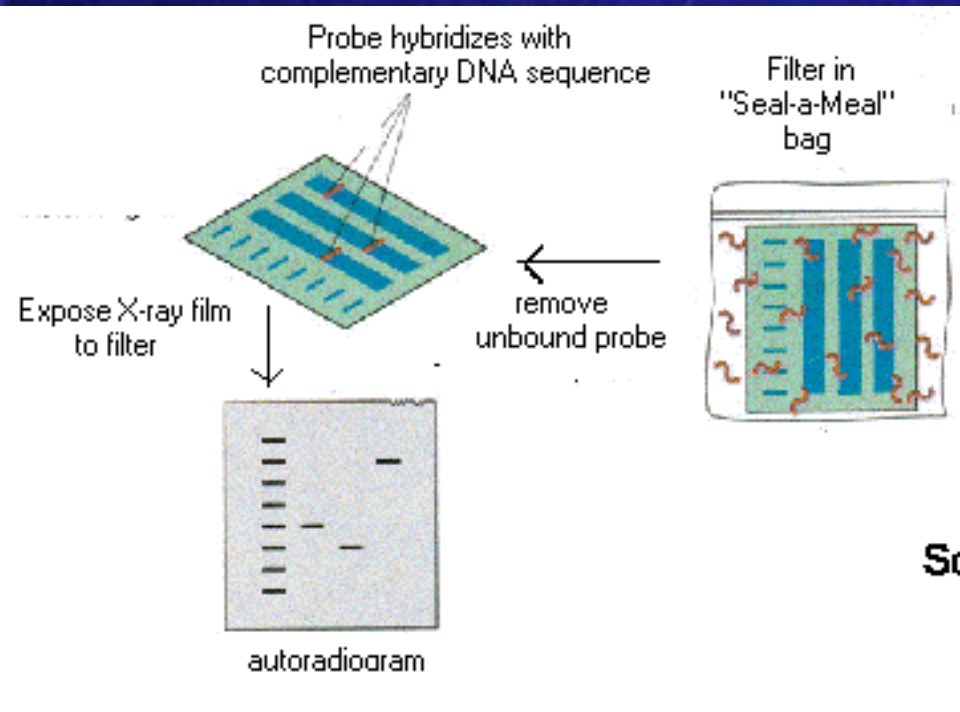 Probe hybridizes with
complementary DNA sequence
Filter in
"Seal-a-Meal"
bag
remove
unbound probe
Expose X-ray film
to filter
autoradiogram